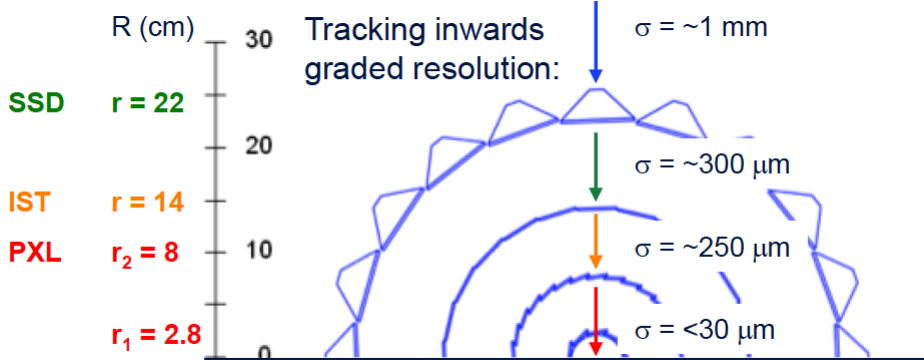 R (cm)
30
Tracking inwards
graded resolution:
σ = ~1 mm
SSD r = 22
20
σ = ~300 μm
IST r = 14
PXL r₂ = 8
10
σ = ~250 μm
r₁ = 2.8
0
σ = <30 μm